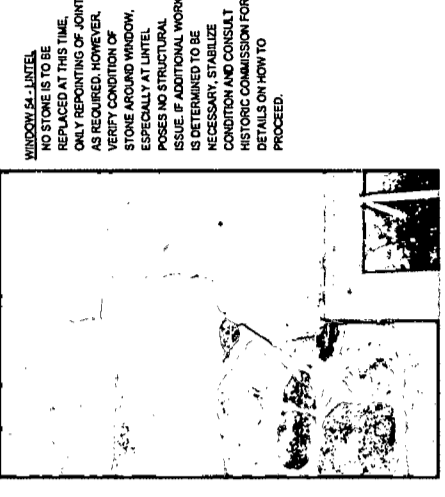 WINDOW 54 - LINTEL
NO STONE IS TO BE
REPLACED AT THIS TIME,
ONLY REPOINTING OF JOINT
AS REQUIRED. HOWEVER,
VERIFY CONDITION OF
STONE AROUND WINDOW,
ESPECIALLY AT LINTEL
POSES NO STRUCTURAL
ISSUE. IF ADDITIONAL WORK
IS DETERMINED TO BE
NECESSARY, STABILIZE
CONDITION AND CONSULT
HISTORIC COMMISSION FOR
DETAILS ON HOW TO
PROCEED.